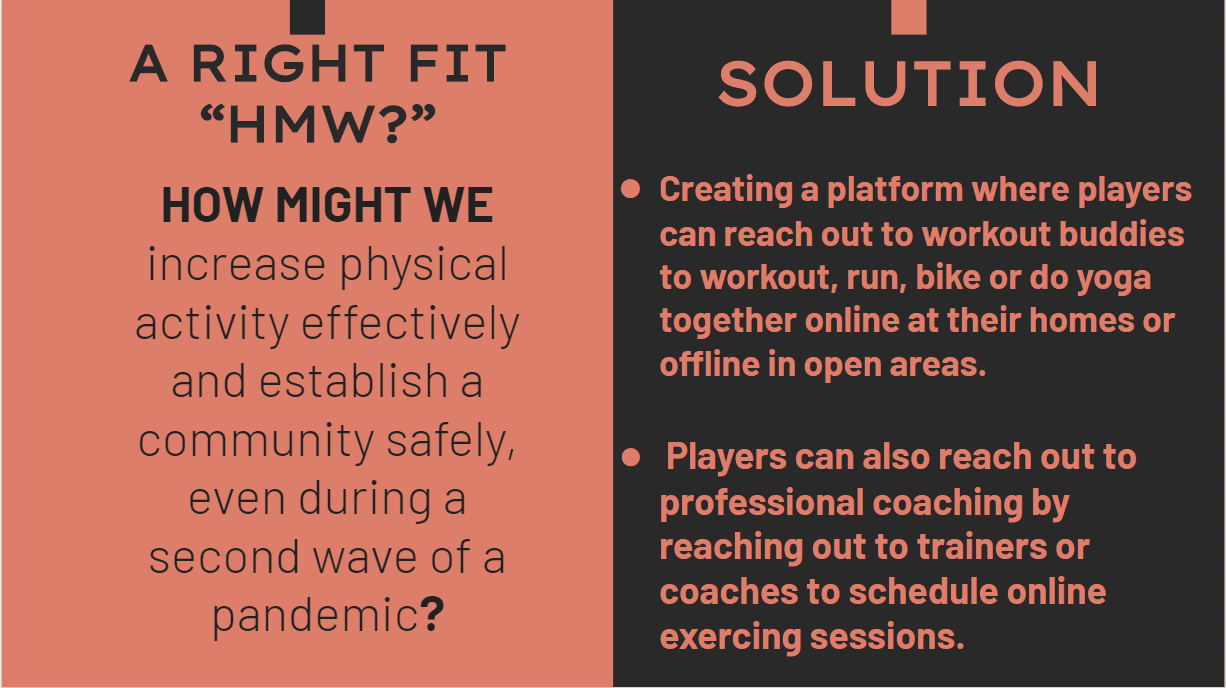 A RIGHT FIT
“HMW?”
HOW MIGHT WE
increase physical
activity effectively
and establish a
community safely,
even during a
second wave of a
pandemic?
SOLUTION
● Creating a platform where players
can reach out to workout buddies
to workout, run, bike or do yoga
together online at their homes or
offline in open areas.
● Players can also reach out to
professional coaching by
reaching out to trainers or
coaches to schedule online
exercing sessions.